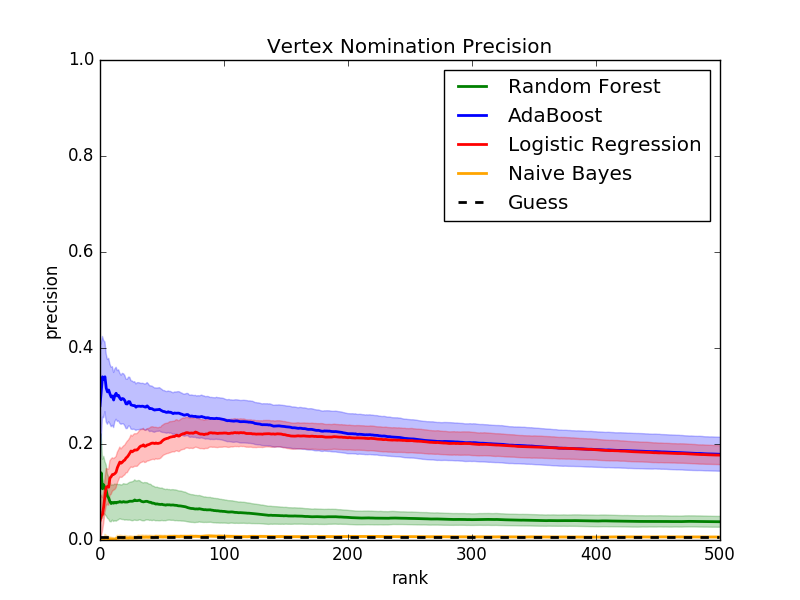 Vertex Nomination Precision
1.0
0.8
0.6
0.4
0.2
0.0
precision
Random Forest
AdaBoost
Logistic Regression
Naive Bayes
Guess
0 100 200 300 400 500
rank